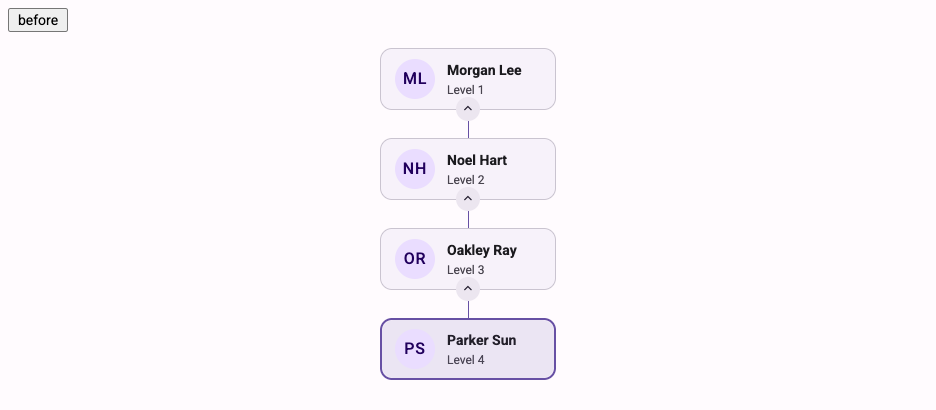 before
ML
Morgan Lee
Level 1
NH
Noel Hart
Level 2
OR
Oakley Ray
Level 3
PS
Parker Sun
Level 4